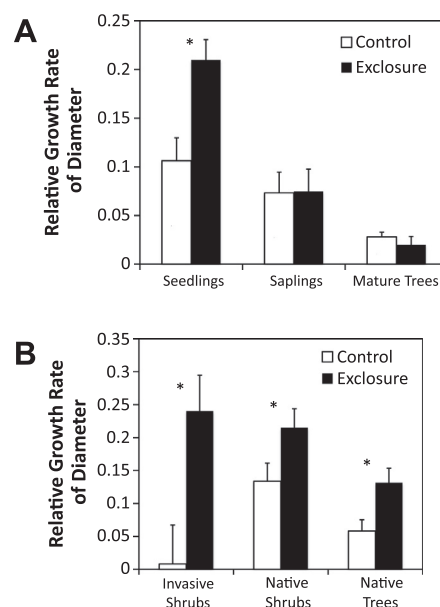 A
Relative Growth Rate
of Diameter
0.25
0.2
0.15
0.1
0.05
0
*
Control
Exclosure
Seedlings Saplings Mature Trees
B
Relative Growth Rate
of Diameter
0.35
0.3
0.25
0.2
0.15
0.1
0.05
0
* * *
Control
Exclosure
Invasive Native Native
Shrubs Shrubs Trees